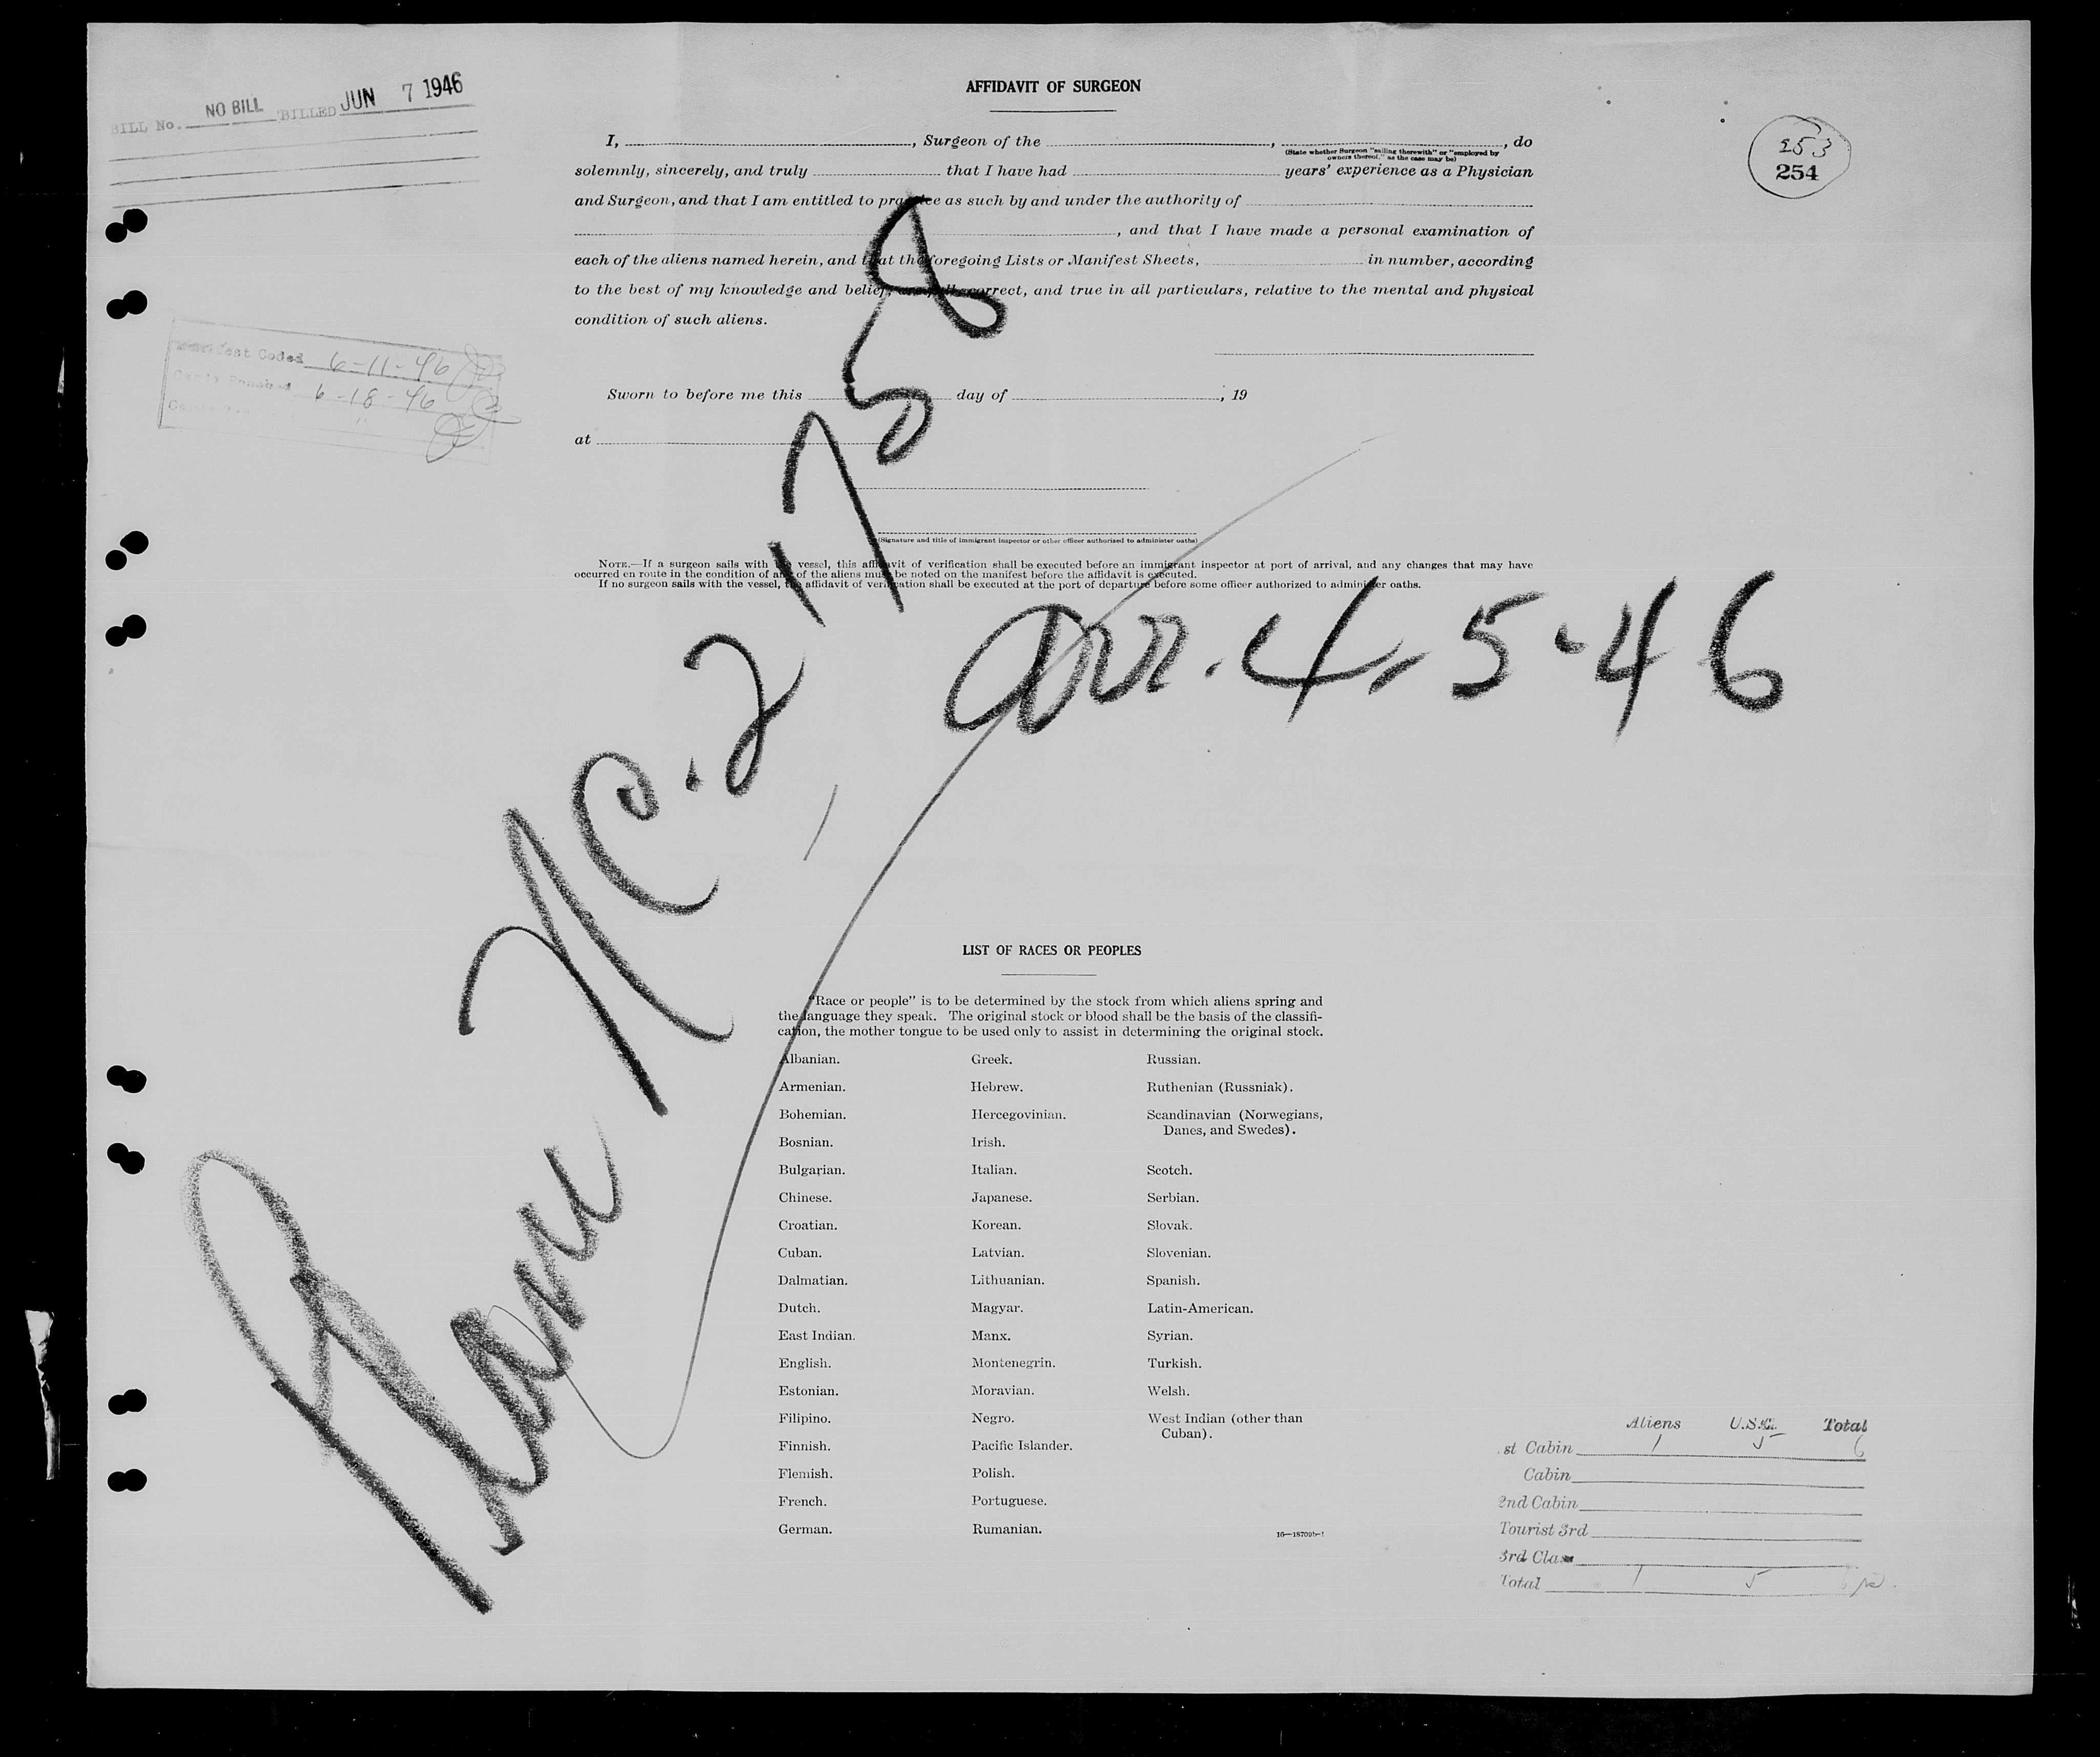 BILL No. NO BILL BILLED JUN 7 1946
AFFIDAVIT OF SURGEON
I, , Surgeon of the , , do
(State whether Surgeon "sailing therewith" or "employed by
owners thereof," as the case may be)
solemnly, sincerely, and truly that I have had years' experience as a Physician
and Surgeon, and that I am entitled to practice as such by and under the authority of
, and that I have made a personal examination of
each of the aliens named herein, and that the foregoing Lists or Manifest Sheets, in number, according
to the best of my knowledge and belief, are full, correct, and true in all particulars, relative to the mental and physical
condition of such aliens.
253
254
Manifest Coded 6-11-46
Cards Punched 6-18-46
Sworn to before me this day of , 19
at
(Signature and title of immigrant inspector or other officer authorized to administer oaths)
NOTE.—If a surgeon sails with the vessel, this affidavit of verification shall be executed before an immigrant inspector at port of arrival, and any changes that may have
occurred en route in the condition of any of the aliens must be noted on the manifest before the affidavit is executed.
If no surgeon sails with the vessel, the affidavit of verification shall be executed at the port of departure before some officer authorized to administer oaths.
Plane NC. 21758
arr. 4-5-46
LIST OF RACES OR PEOPLES
"Race or people" is to be determined by the stock from which aliens spring and
the language they speak. The original stock or blood shall be the basis of the classifi-
cation, the mother tongue to be used only to assist in determining the original stock.
Albanian. Greek. Russian.
Armenian. Hebrew. Ruthenian (Russniak).
Bohemian. Hercegovinian. Scandinavian (Norwegians,
Danes, and Swedes).
Bosnian. Irish.
Bulgarian. Italian. Scotch.
Chinese. Japanese. Serbian.
Croatian. Korean. Slovak.
Cuban. Latvian. Slovenian.
Dalmatian. Lithuanian. Spanish.
Dutch. Magyar. Latin-American.
East Indian. Manx. Syrian.
English. Montenegrin. Turkish.
Estonian. Moravian. Welsh.
Filipino. Negro. West Indian (other than
Cuban).
Finnish. Pacific Islander.
Flemish. Polish.
French. Portuguese.
German. Rumanian.
Aliens Total
st Cabin 1 5 6
Cabin
2nd Cabin
Tourist 3rd
3rd Class
Total 1 5